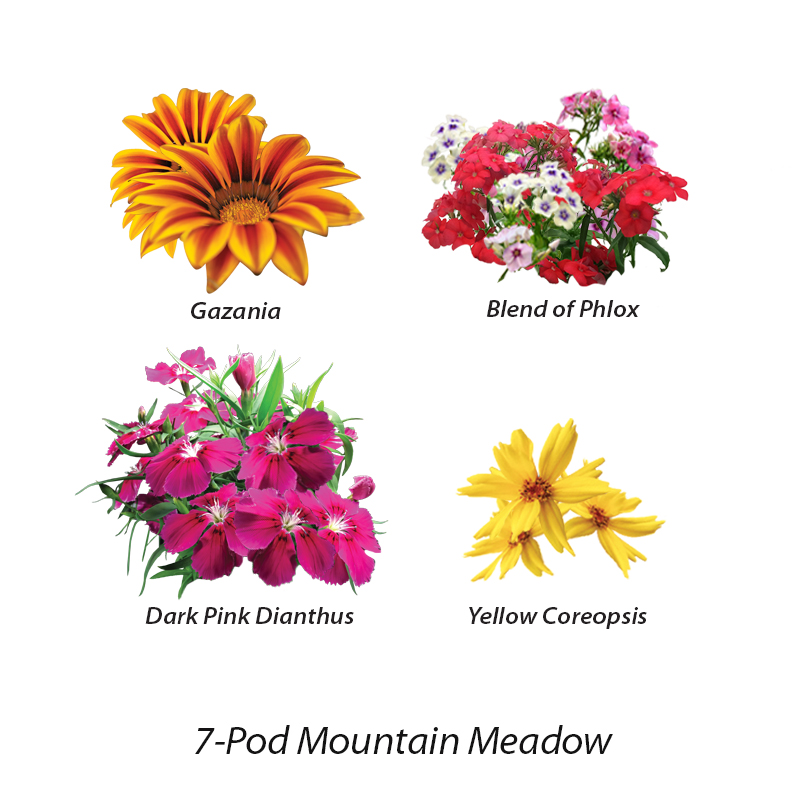 Gazania
Blend of Phlox
Dark Pink Dianthus
Yellow Coreopsis
7-Pod Mountain Meadow